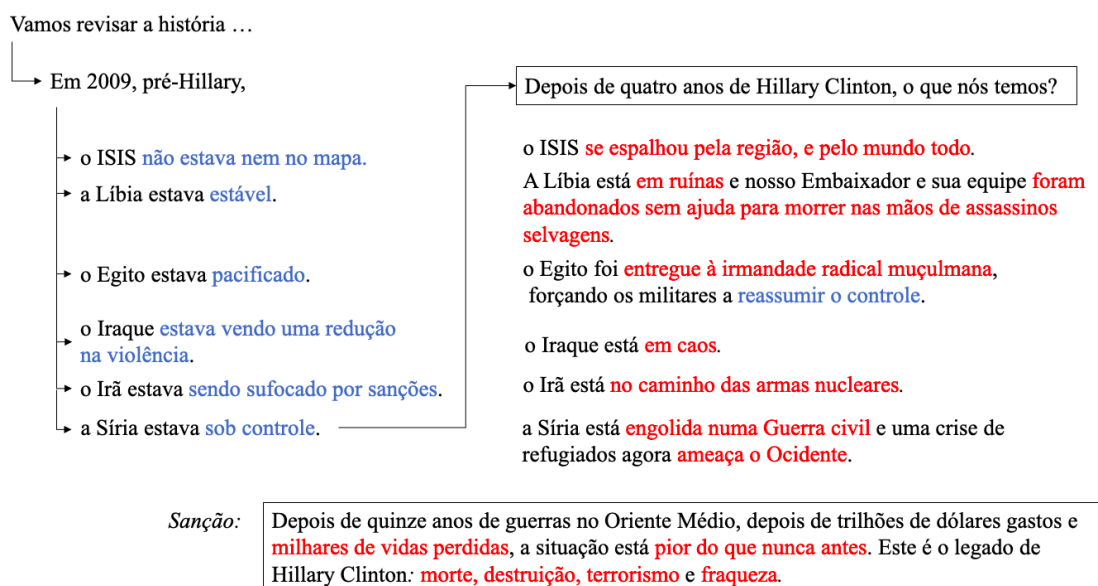 Vamos revisar a história …
Em 2009, pré-Hillary,
o ISIS não estava nem no mapa.
a Líbia estava estável.
o Egito estava pacificado.
o Iraque estava vendo uma redução
na violência.
o Irã estava sendo sufocado por sanções.
a Síria estava sob controle.
Depois de quatro anos de Hillary Clinton, o que nós temos?
o ISIS se espalhou pela região, e pelo mundo todo.
A Líbia está em ruínas e nosso Embaixador e sua equipe foram
abandonados sem ajuda para morrer nas mãos de assassinos
selvagens.
o Egito foi entregue à irmandade radical muçulmana,
forçando os militares a reassumir o controle.
o Iraque está em caos.
o Irã está no caminho das armas nucleares.
a Síria está engolida numa Guerra civil e uma crise de
refugiados agora ameaça o Ocidente.
Sanção:
Depois de quinze anos de guerras no Oriente Médio, depois de trilhões de dólares gastos e
milhares de vidas perdidas, a situação está pior do que nunca antes. Este é o legado de
Hillary Clinton: morte, destruição, terrorismo e fraqueza.